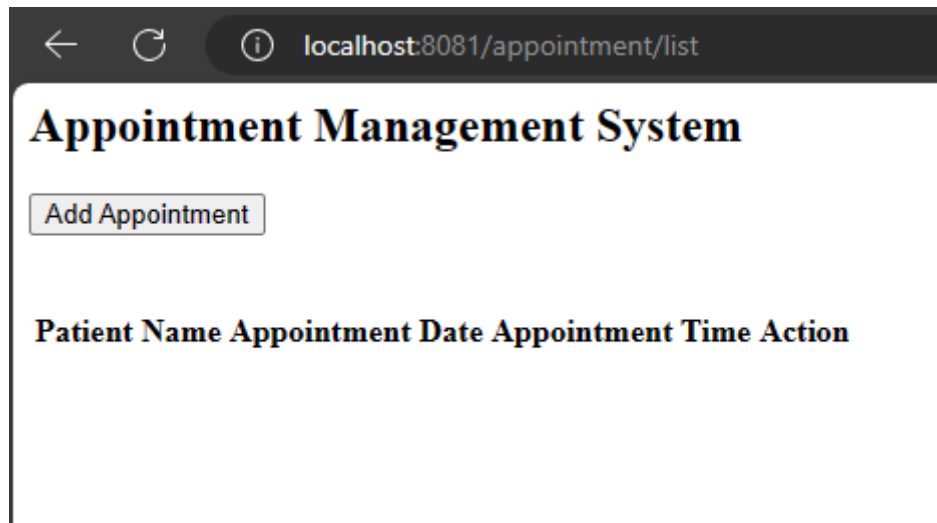 localhost:8081/appointment/list
Appointment Management System
Add Appointment
Patient Name Appointment Date Appointment Time Action